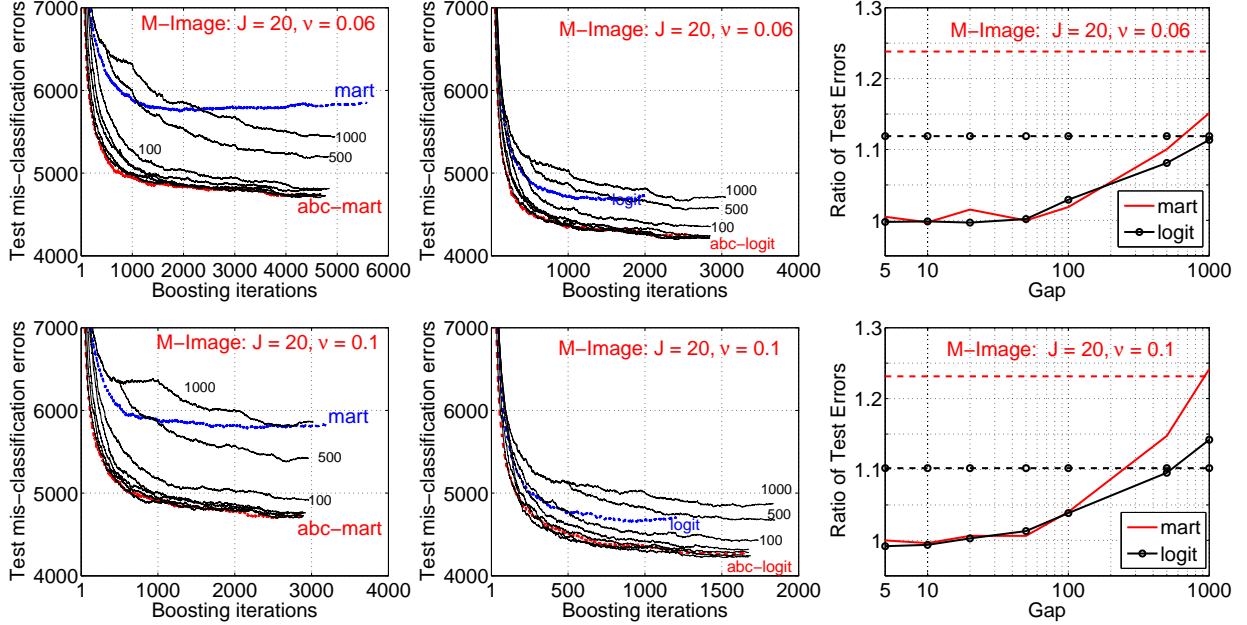 M−Image: J = 20, ν = 0.06
Test mis−classification errors
7000
6000
5000
4000
mart
1000
500
100
abc−mart
1 1000 2000 3000 4000 5000 6000
Boosting iterations
M−Image: J = 20, ν = 0.06
Test mis−classification errors
7000
6000
5000
4000
1000
logit
500
100
abc−logit
1 1000 2000 3000 4000
Boosting iterations
M−Image: J = 20, ν = 0.06
Ratio of Test Errors
1.3
1.2
1.1
1
mart
logit
5 10 100 1000
Gap
M−Image: J = 20, ν = 0.1
Test mis−classification errors
7000
6000
5000
4000
1000
mart
500
100
abc−mart
1 1000 2000 3000 4000
Boosting iterations
M−Image: J = 20, ν = 0.1
Test mis−classification errors
7000
6000
5000
4000
1000
500
logit
100
abc−logit
1 500 1000 1500 2000
Boosting iterations
M−Image: J = 20, ν = 0.1
Ratio of Test Errors
1.3
1.2
1.1
1
mart
logit
5 10 100 1000
Gap